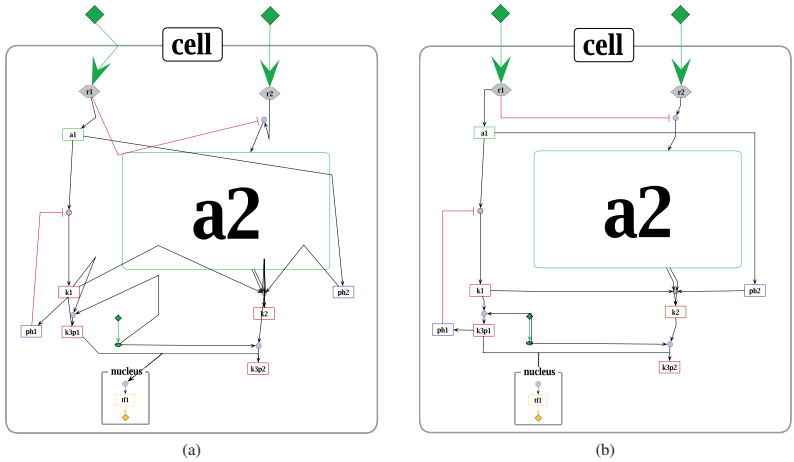 cell
r1
r2
a1
a2
k1
ph2
k2
ph1
k3p1
k3p2
nucleus
tf1
(a)
cell
r1
r2
a1
a2
k1
ph2
k2
ph1
k3p1
k3p2
nucleus
tf1
(b)